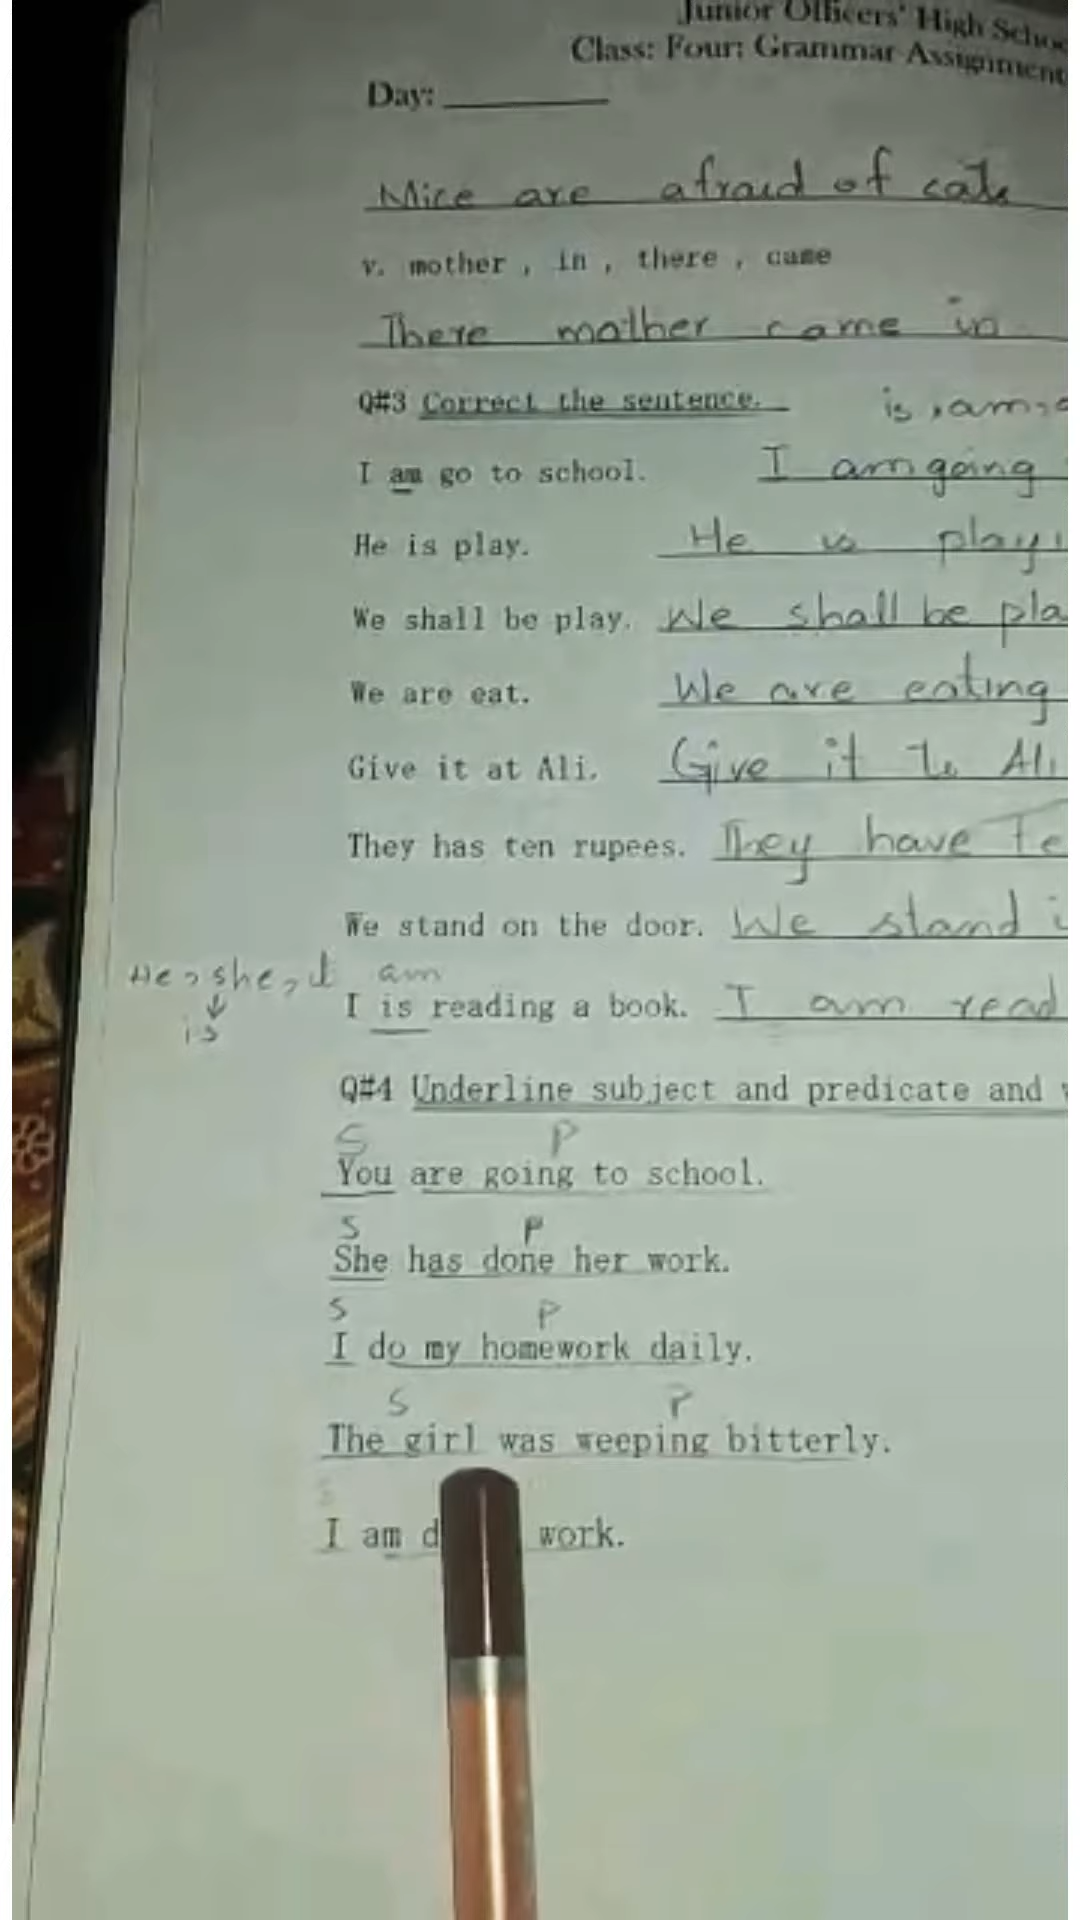 Junior Officers' High Schoo
Class: Four: Grammar Assignment
Day:
Mice are afraid of cats
v. mother , in , there , came
There mother came in
Q#3 Correct the sentence. is , am,
I am go to school. I am going
He is play. He is playi
We shall be play. We shall be pla
We are eat. We are eating
Give it at Ali. Give it to Ali
They has ten rupees. They have Te
We stand on the door. We stand i
He , she , it am
I is reading a book. I am read
is
Q#4 Underline subject and predicate and
S P
You are going to school.
S P
She has done her work.
S P
I do my homework daily.
S P
The girl was weeping bitterly.
S
I am d work.